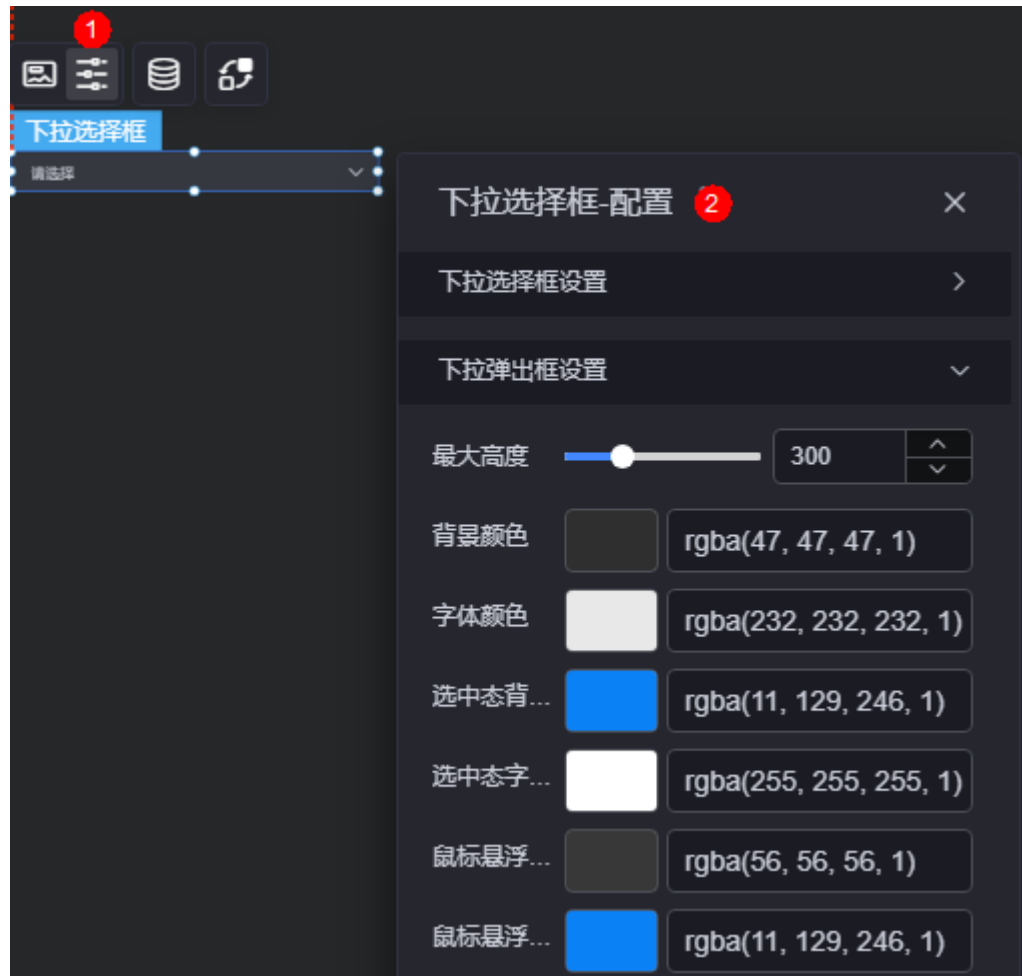 1
下拉选择框
请选择
下拉选择框-配置 2
下拉选择框设置
下拉弹出框设置
最大高度 300
背景颜色 rgba(47, 47, 47, 1)
字体颜色 rgba(232, 232, 232, 1)
选中态背... rgba(11, 129, 246, 1)
选中态字... rgba(255, 255, 255, 1)
鼠标悬浮... rgba(56, 56, 56, 1)
鼠标悬浮... rgba(11, 129, 246, 1)